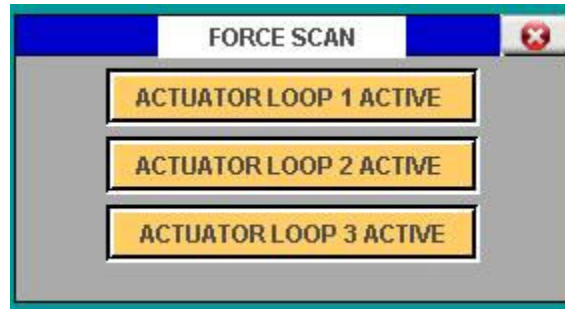 FORCE SCAN
ACTUATOR LOOP 1 ACTIVE
ACTUATOR LOOP 2 ACTIVE
ACTUATOR LOOP 3 ACTIVE